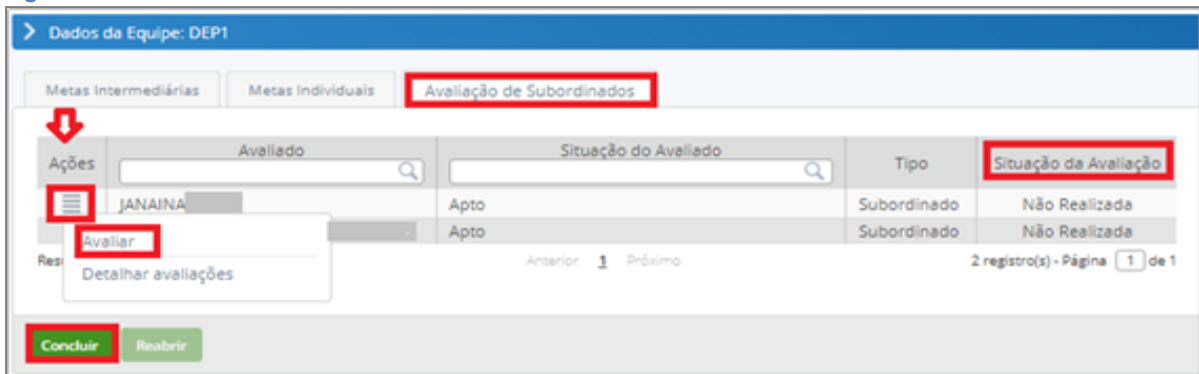 Dados da Equipe: DEP1
Metas Intermediárias Metas Individuais Avaliação de Subordinados
Ações Avaliado Situação do Avaliado Tipo Situação da Avaliação
JANAINA Apto Subordinado Não Realizada
Apto Subordinado Não Realizada
Avaliar
Anterior 1 Próximo 2 registro(s) - Página 1 de 1
Detalhar avaliações
Concluir Reabrir